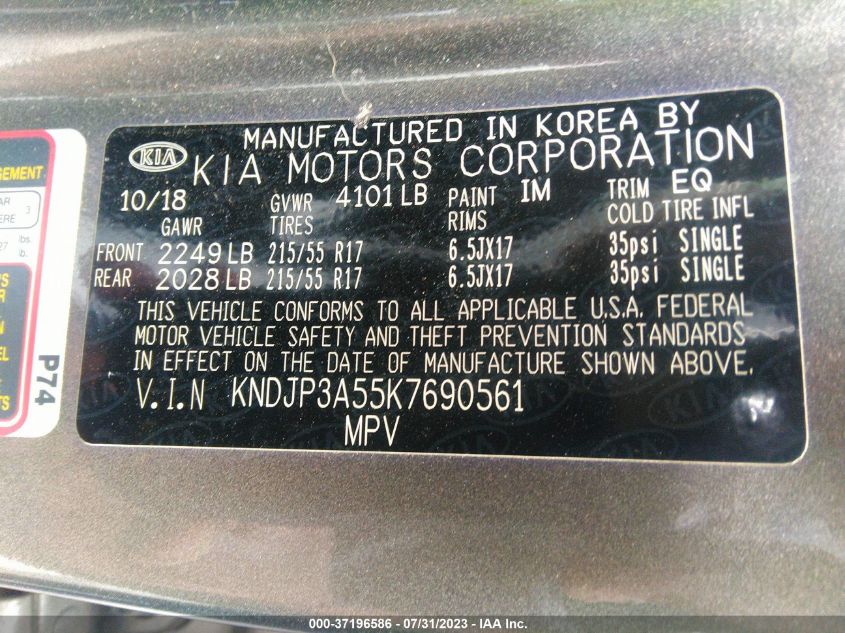 MANUFACTURED IN KOREA BY
KIA KIA MOTORS CORPORATION
10/18 GVWR 4101 LB PAINT IM TRIM EQ
GAWR TIRES RIMS COLD TIRE INFL
FRONT 2249 LB 215/55 R17 6.5JX17 35psi SINGLE
REAR 2028 LB 215/55 R17 6.5JX17 35psi SINGLE
THIS VEHICLE CONFORMS TO ALL APPLICABLE U.S.A. FEDERAL
MOTOR VEHICLE SAFETY AND THEFT PREVENTION STANDARDS
IN EFFECT ON THE DATE OF MANUFACTURE SHOWN ABOVE.
V.I.N KNDJP3A55K7690561
MPV
3
lbs.
lb.
P74
000-37196586 - 07/31/2023 - IAA Inc.